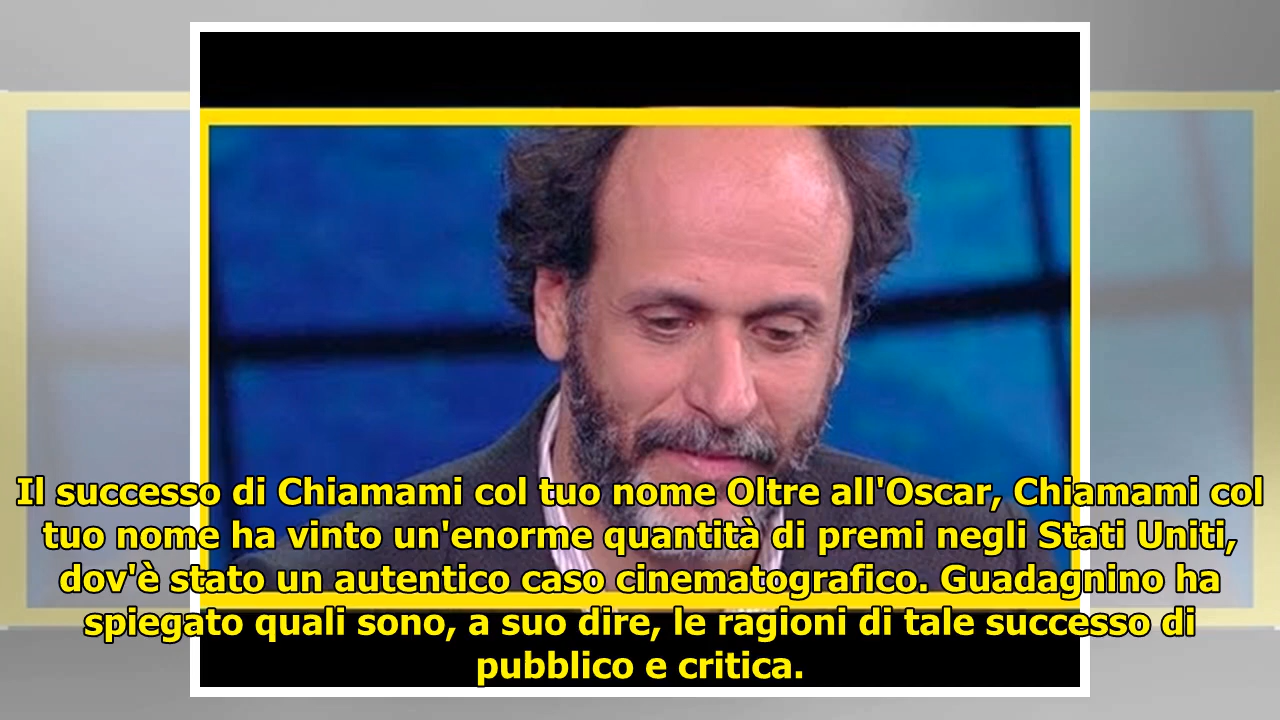 Il successo di Chiamami col tuo nome Oltre all'Oscar, Chiamami col
tuo nome ha vinto un'enorme quantità di premi negli Stati Uniti,
dov'è stato un autentico caso cinematografico. Guadagnino ha
spiegato quali sono, a suo dire, le ragioni di tale successo di
pubblico e critica.